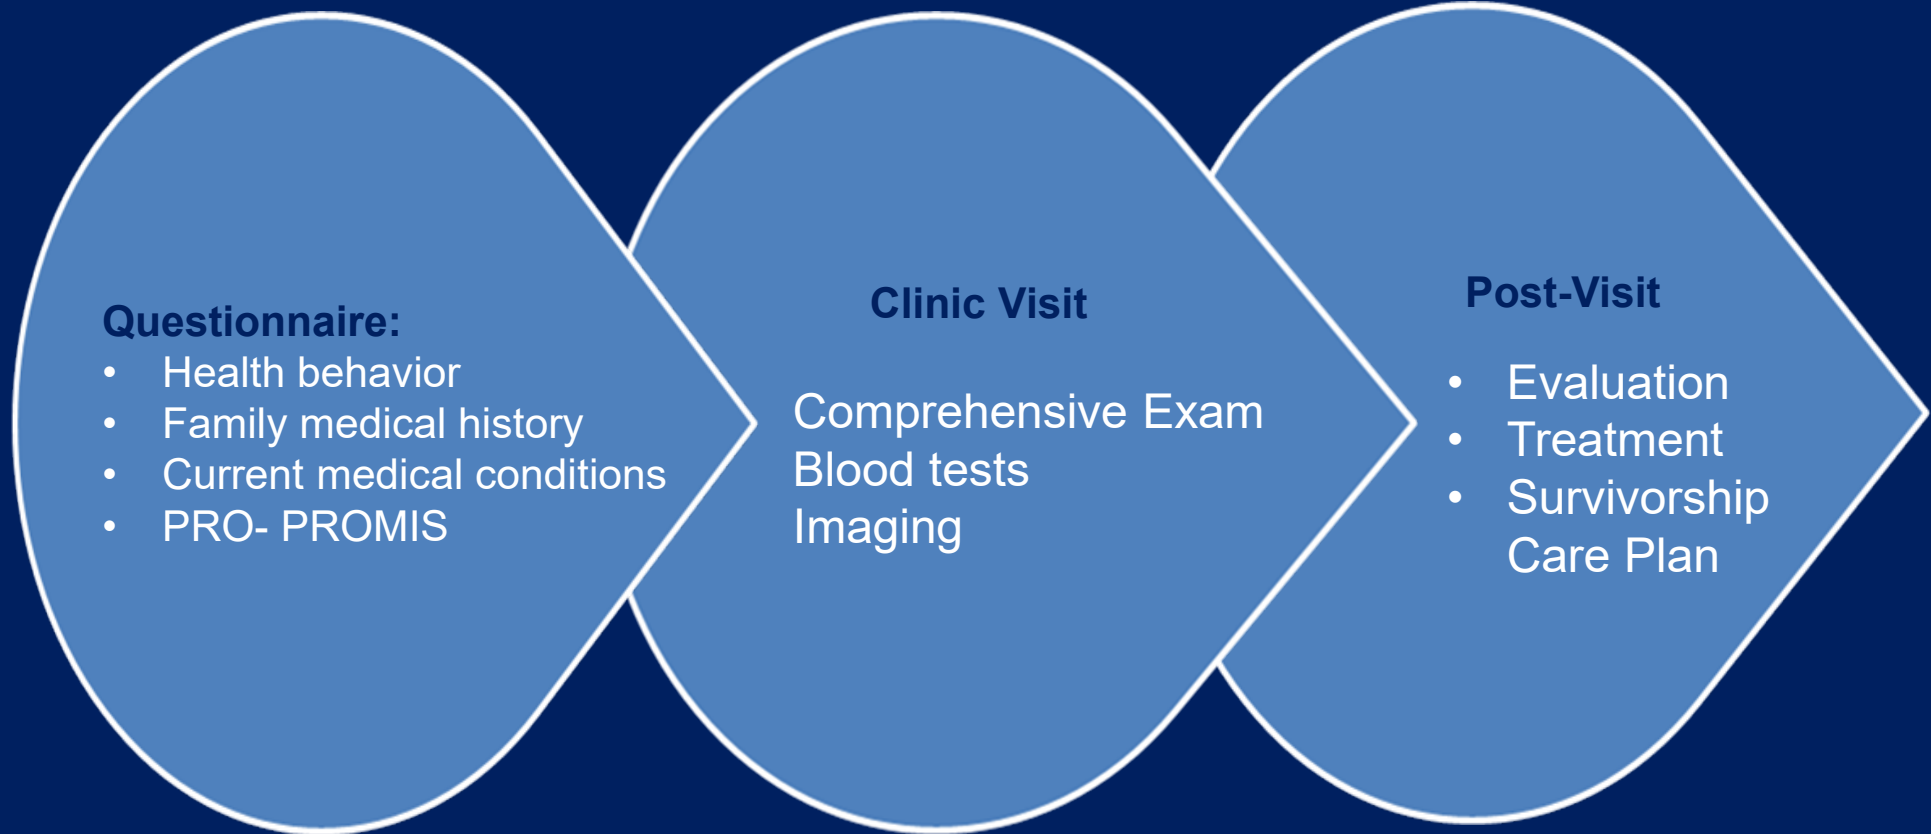 Questionnaire:
• Health behavior
• Family medical history
• Current medical conditions
• PRO- PROMIS
Clinic Visit
Comprehensive Exam
Blood tests
Imaging
Post-Visit
• Evaluation
• Treatment
• Survivorship
Care Plan